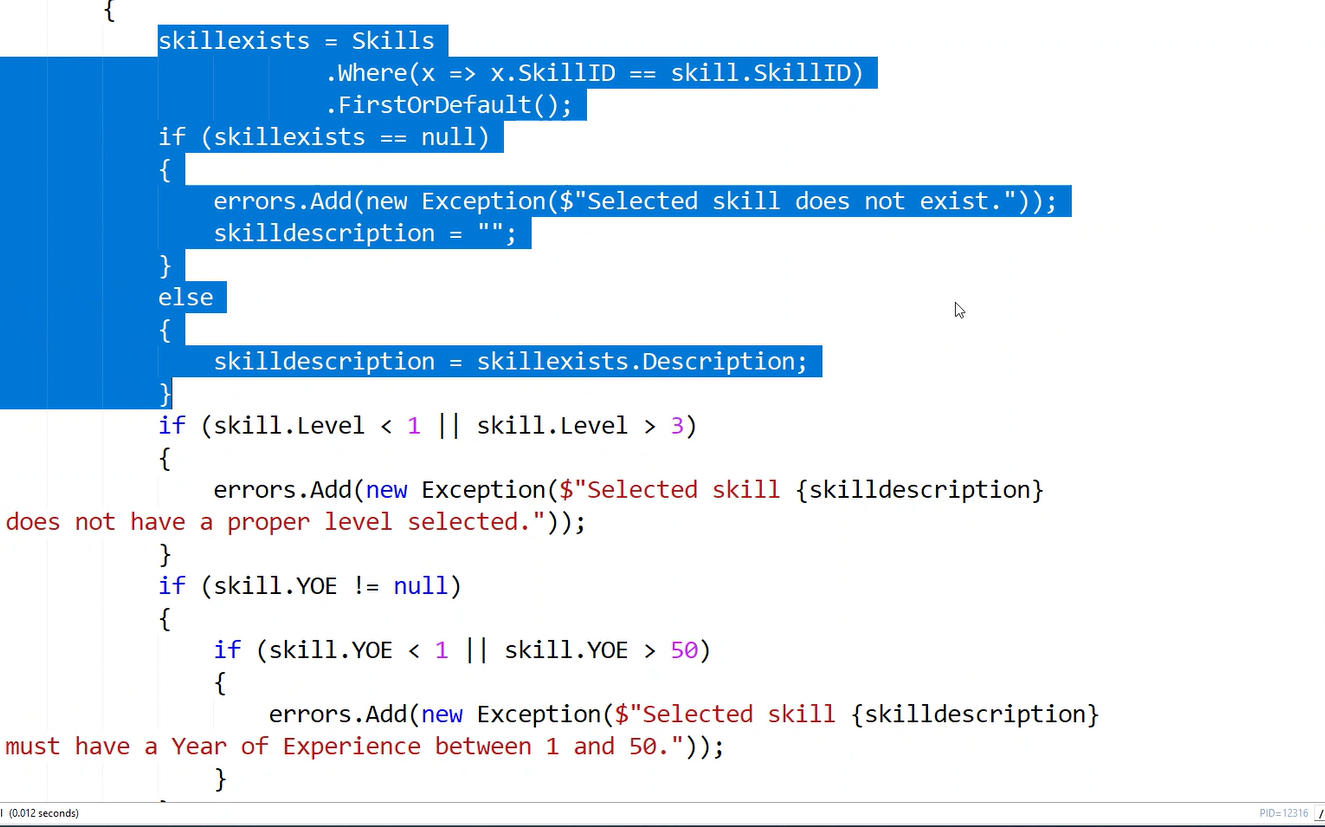 {
skillexists = Skills
.Where(x => x.SkillID == skill.SkillID)
.FirstOrDefault();
if (skillexists == null)
{
errors.Add(new Exception($"Selected skill does not exist."));
skilldescription = "";
}
else
{
skilldescription = skillexists.Description;
}
if (skill.Level < 1 || skill.Level > 3)
{
errors.Add(new Exception($"Selected skill {skilldescription}
does not have a proper level selected."));
}
if (skill.YOE != null)
{
if (skill.YOE < 1 || skill.YOE > 50)
{
errors.Add(new Exception($"Selected skill {skilldescription}
must have a Year of Experience between 1 and 50."));
}
(0.012 seconds)
PID=12316